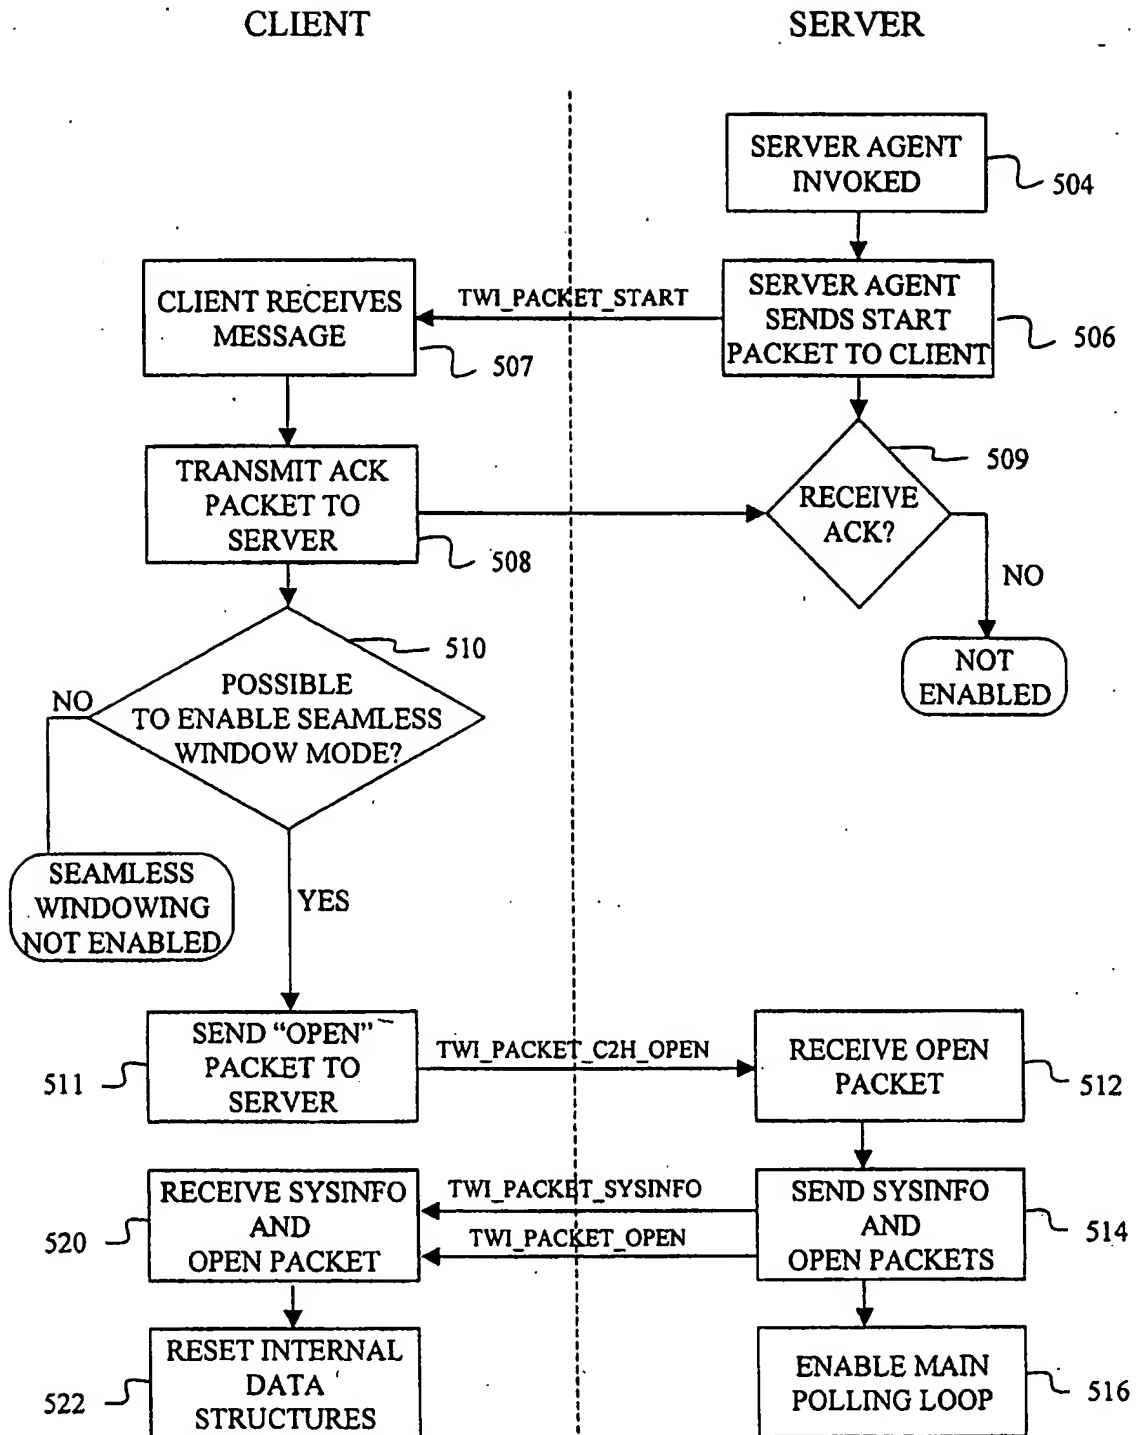 CLIENT
SERVER
SERVER AGENT
INVOKED
504
CLIENT RECEIVES
MESSAGE
507
TWI_PACKET_START
SERVER AGENT
SENDS START
PACKET TO CLIENT
506
TRANSMIT ACK
PACKET TO
SERVER
508
RECEIVE
ACK?
509
NO
NOT
ENABLED
510
POSSIBLE
TO ENABLE SEAMLESS
WINDOW MODE?
NO
SEAMLESS
WINDOWING
NOT ENABLED
YES
SEND “OPEN”
PACKET TO
SERVER
511
TWI_PACKET_C2H_OPEN
RECEIVE OPEN
PACKET
512
RECEIVE SYSINFO
AND
OPEN PACKET
520
TWI_PACKET_SYSINFO
TWI_PACKET_OPEN
SEND SYSINFO
AND
OPEN PACKETS
514
RESET INTERNAL
DATA
STRUCTURES
522
ENABLE MAIN
POLLING LOOP
516